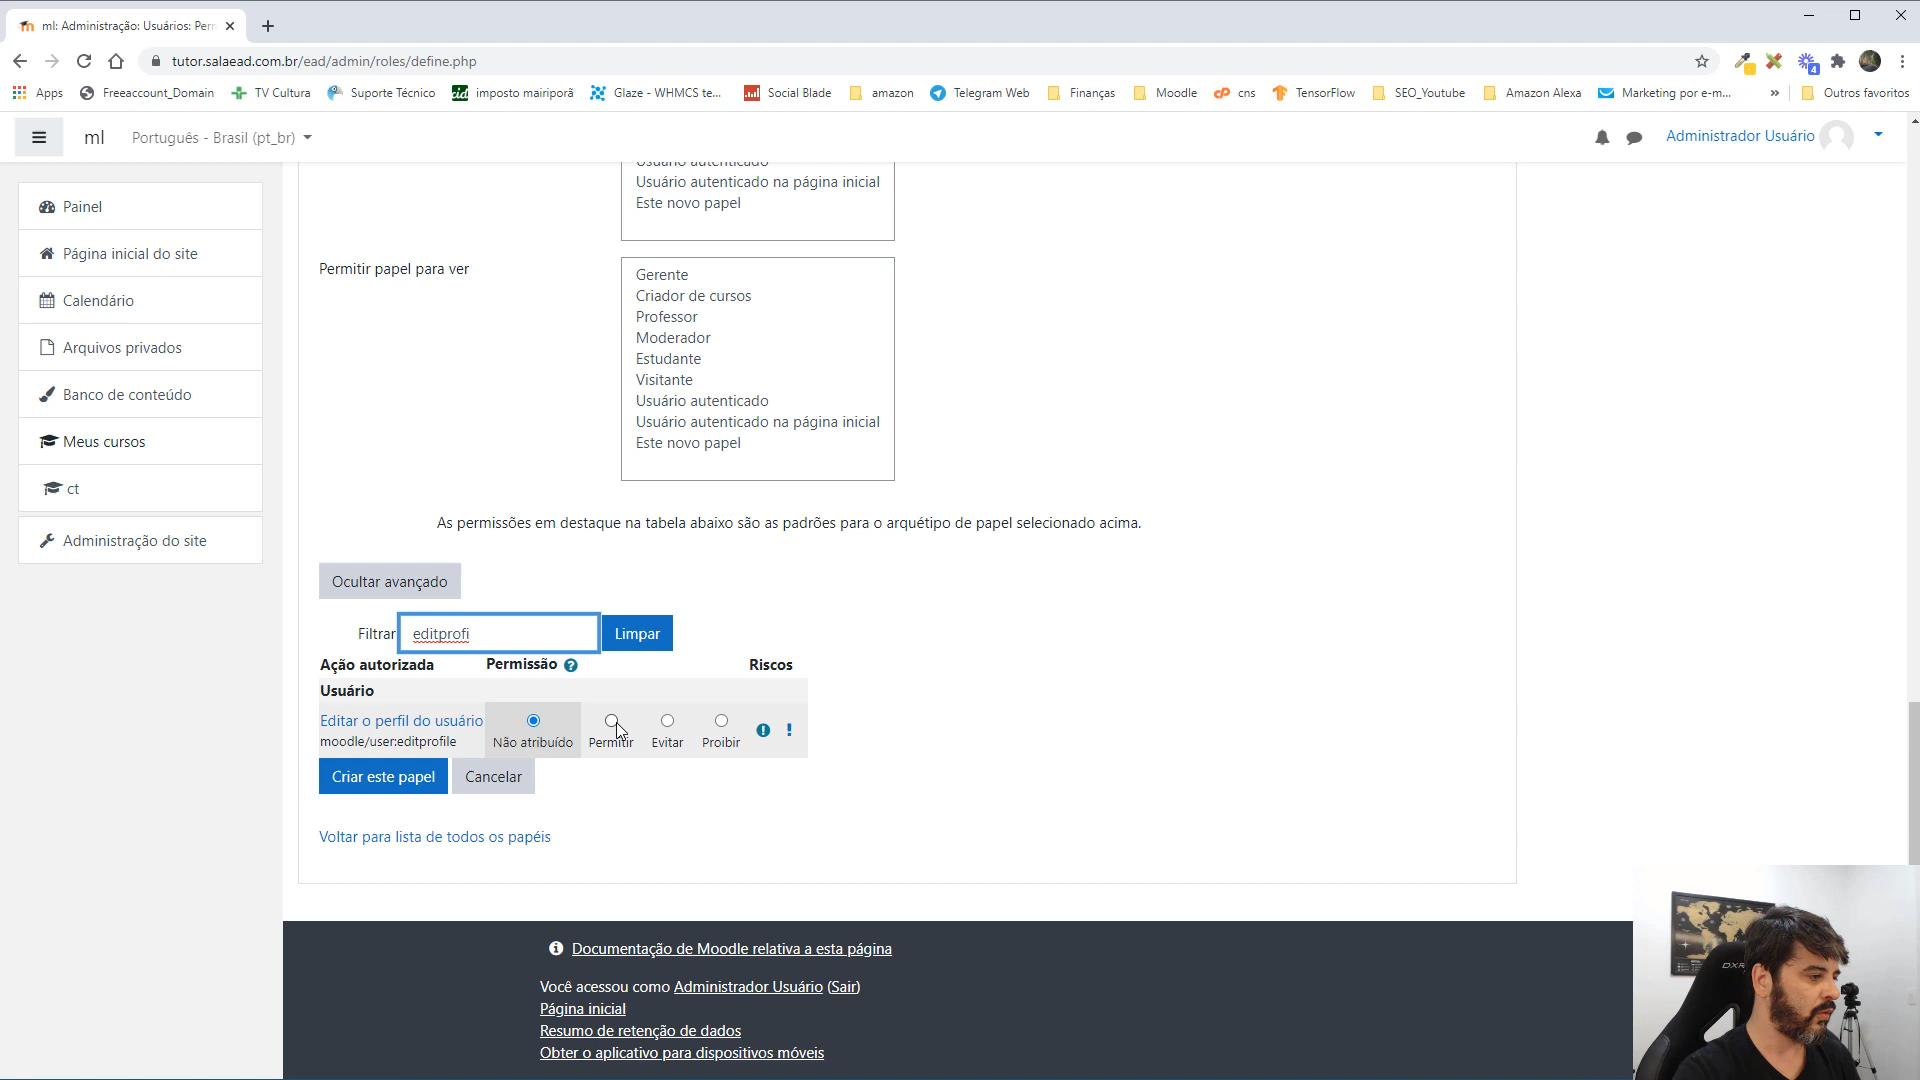 ml: Administração: Usuários: Perm
tutor.salaead.com.br/ead/admin/roles/define.php
4
Apps
Freeaccount_Domain
TV Cultura
Suporte Técnico
cld
imposto mairiporã
Glaze - WHMCS te...
Social Blade
amazon
Telegram Web
Finanças
Moodle
cP
cns
TensorFlow
SEO_Youtube
Amazon Alexa
Marketing por e-m...
»
Outros favoritos
ml
Português - Brasil (pt_br)
Administrador Usuário
Painel
Página inicial do site
Calendário
Arquivos privados
Banco de conteúdo
Meus cursos
ct
Administração do site
Usuário autenticado
Usuário autenticado na página inicial
Este novo papel
Permitir papel para ver
Gerente
Criador de cursos
Professor
Moderador
Estudante
Visitante
Usuário autenticado
Usuário autenticado na página inicial
Este novo papel
As permissões em destaque na tabela abaixo são as padrões para o arquétipo de papel selecionado acima.
Ocultar avançado
Filtrar editprofi Limpar
Ação autorizada Permissão ? Riscos
Usuário
Editar o perfil do usuário
moodle/user:editprofile
Não atribuído Permitir Evitar Proibir ! !
Criar este papel Cancelar
Voltar para lista de todos os papéis
Documentação de Moodle relativa a esta página
Você acessou como Administrador Usuário (Sair)
Página inicial
Resumo de retenção de dados
Obter o aplicativo para dispositivos móveis